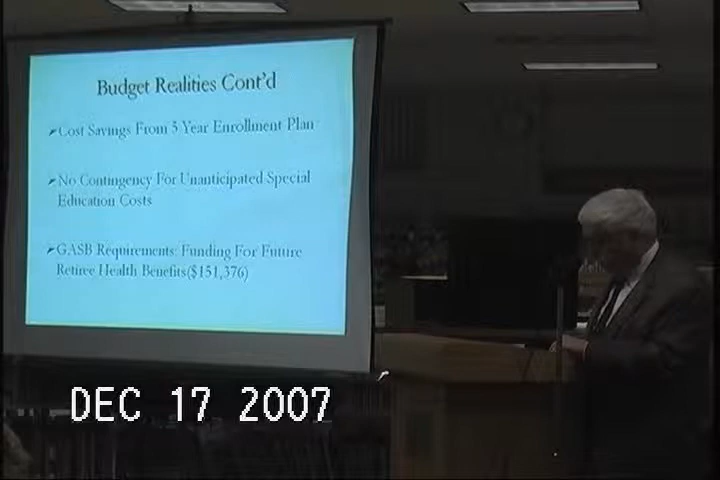 Budget Realities Cont'd
➤Cost Savings From 5 Year Enrollment Plan
➤No Contingency For Unanticipated Special
Education Costs
➤GASB Requirements: Funding For Future
Retiree Health Benefits($151,376)
DEC 17 2007